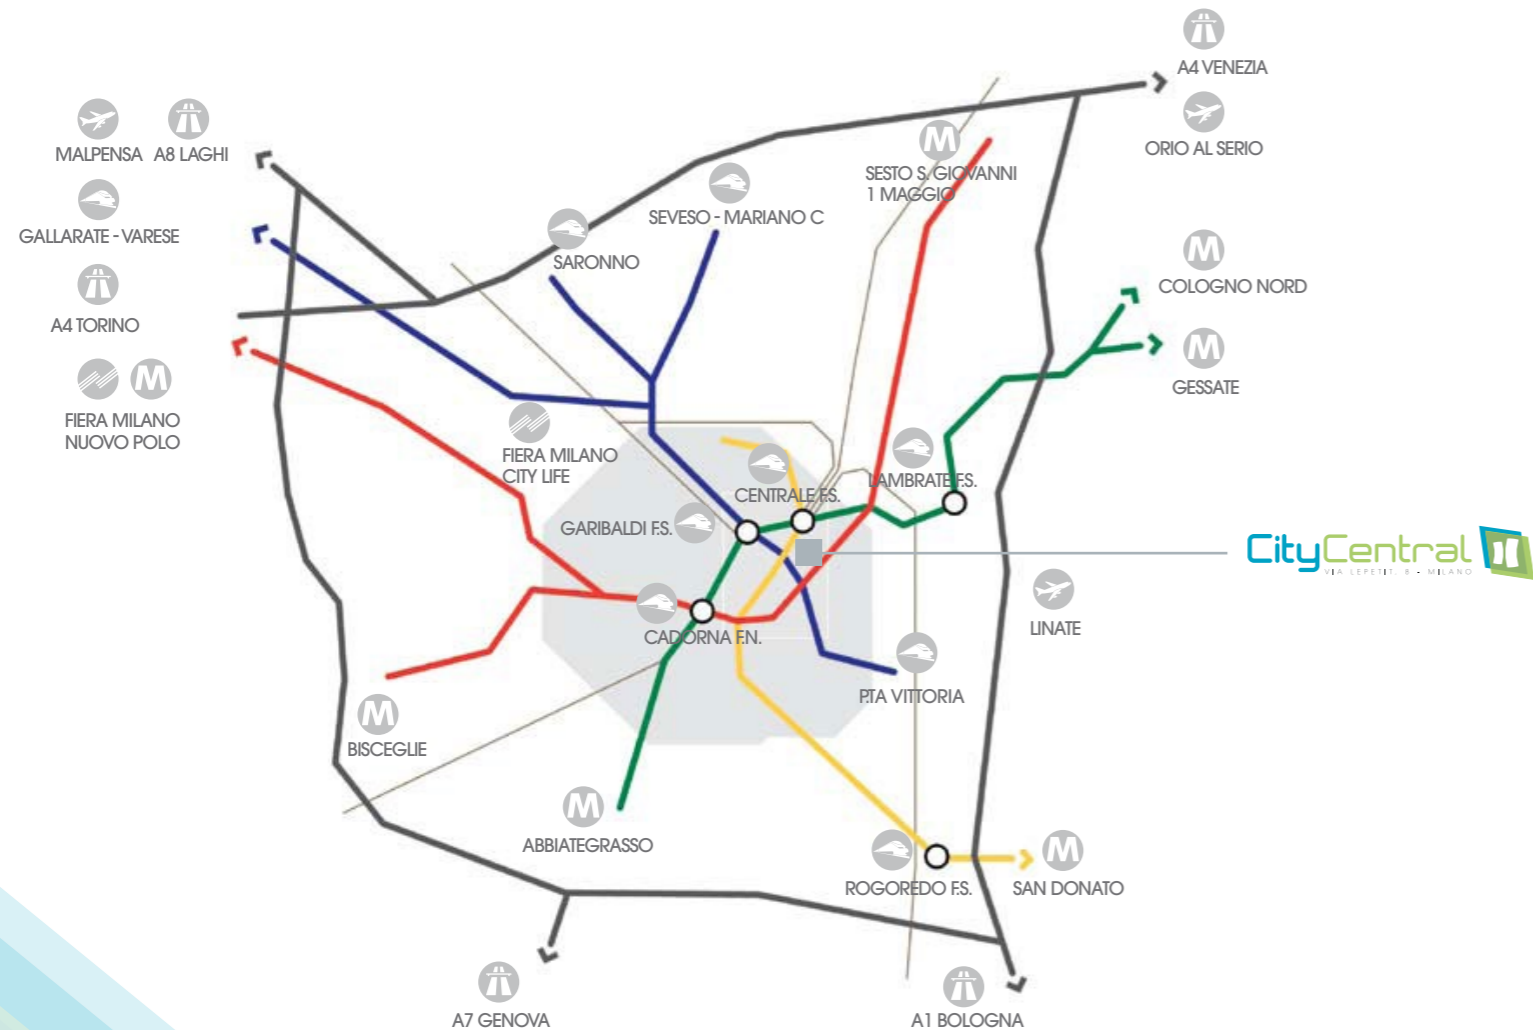 A4 VENEZIA
ORIO AL SERIO
MALPENSA
A8 LAGHI
M
SESTO S. GIOVANNI
1 MAGGIO
SEVESO - MARIANO C
GALLARATE - VARESE
SARONNO
M
COLOGNO NORD
A4 TORINO
M
GESSATE
M
FIERA MILANO
NUOVO POLO
FIERA MILANO
CITY LIFE
LAMBRATE F.S.
CENTRALE F.S.
GARIBALDI F.S.
CityCentral
VIA LEPETIT, 8 - MILANO
LINATE
CADORNA F.N.
P.TA VITTORIA
M
BISCEGLIE
M
ABBIATEGRASSO
M
ROGOREDO F.S.
SAN DONATO
A7 GENOVA
A1 BOLOGNA